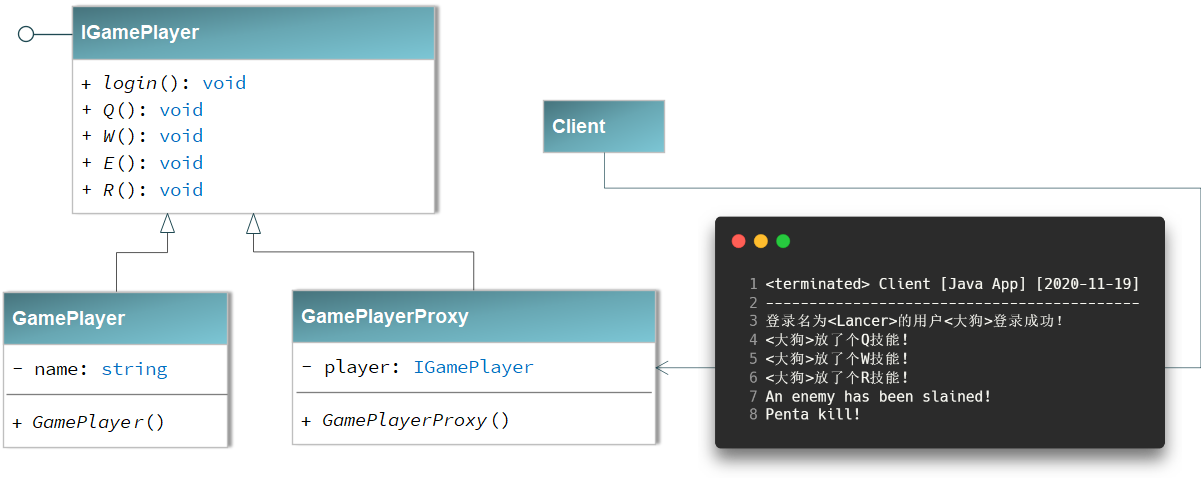 IGamePlayer
+ login(): void
+ Q(): void
+ W(): void
+ E(): void
+ R(): void
Client
GamePlayer
- name: string
+ GamePlayer()
GamePlayerProxy
- player: IGamePlayer
+ GamePlayerProxy()
1 <terminated> Client [Java App] [2020-11-19]
2 -------------------------------------------
3 登录名为<Lancer>的用户<大狗>登录成功!
4 <大狗>放了个Q技能!
5 <大狗>放了个W技能!
6 <大狗>放了个R技能!
7 An enemy has been slained!
8 Penta kill!